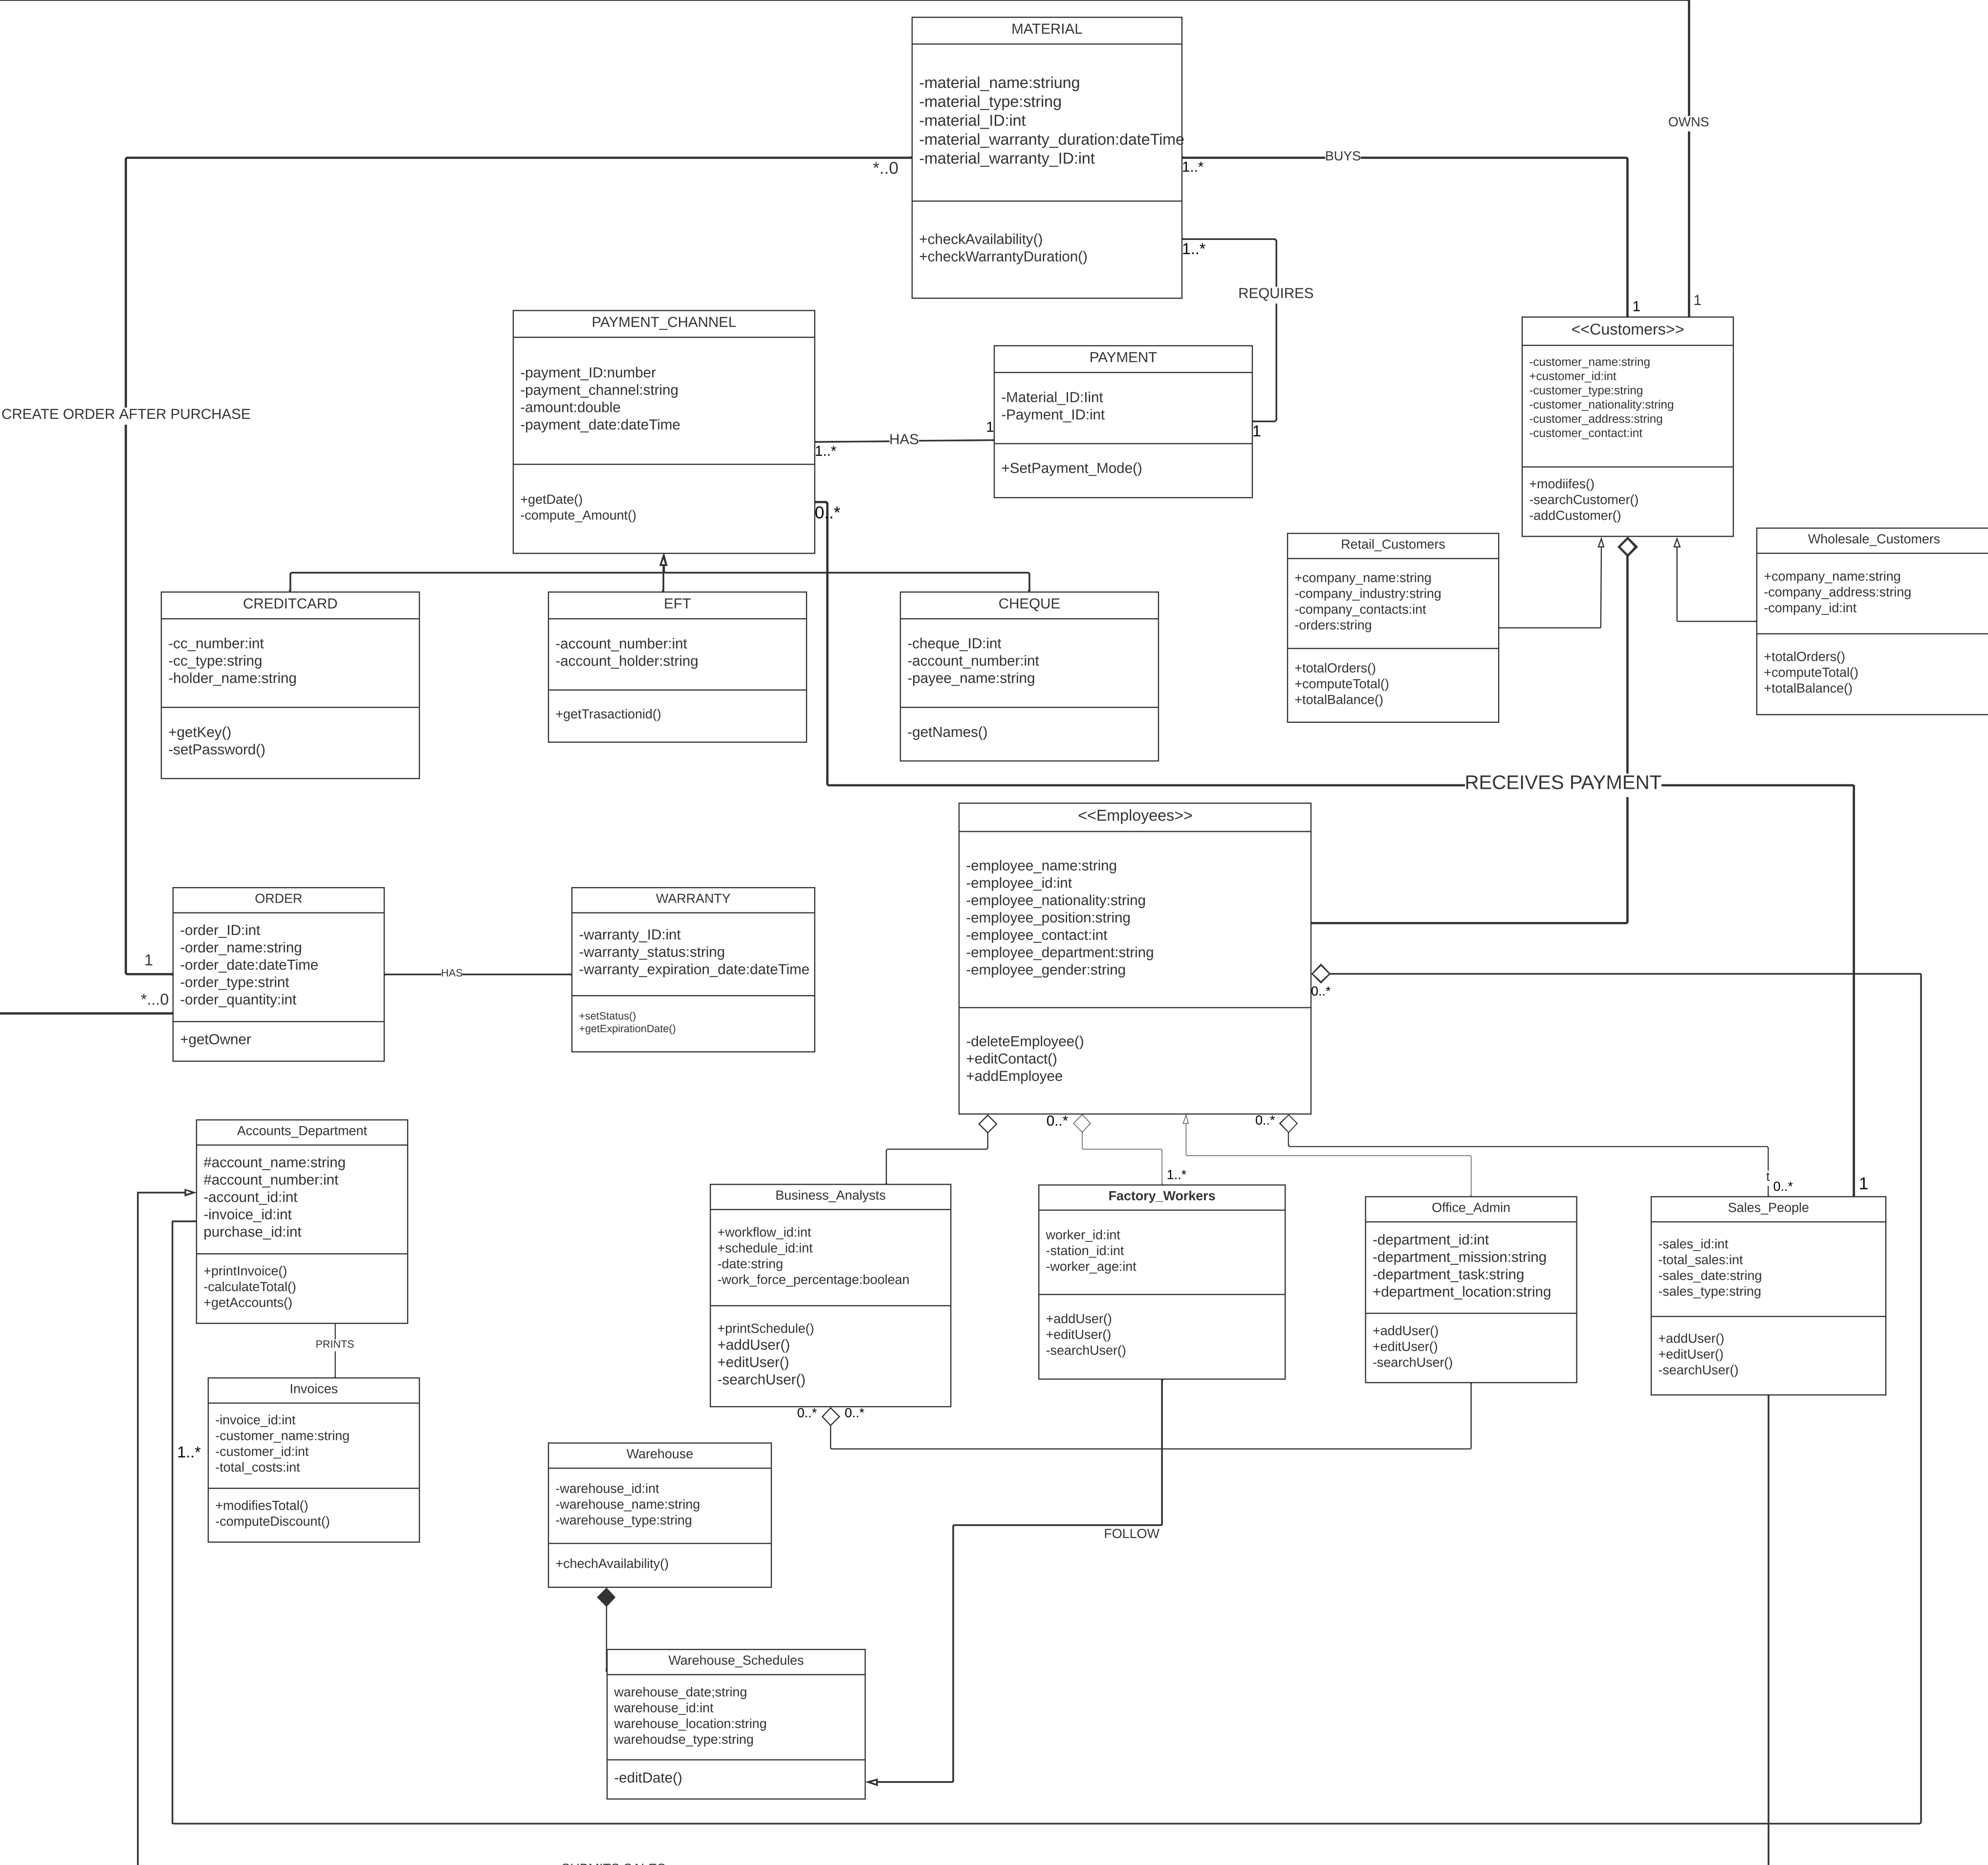 MATERIAL
-material_name:striung
-material_type:string
-material_ID:int
-material_warranty_duration:dateTime
-material_warranty_ID:int
+checkAvailability()
+checkWarrantyDuration()
*..0
1..*
BUYS
OWNS
1..*
REQUIRES
1
1
CREATE ORDER AFTER PURCHASE
PAYMENT_CHANNEL
-payment_ID:number
-payment_channel:string
-amount:double
-payment_date:dateTime
+getDate()
-compute_Amount()
1..*
HAS
1
0..*
PAYMENT
-Material_ID:Iint
-Payment_ID:int
+SetPayment_Mode()
1
<<Customers>>
-customer_name:string
+customer_id:int
-customer_type:string
-customer_nationality:string
-customer_address:string
-customer_contact:int
+modiifes()
-searchCustomer()
-addCustomer()
Retail_Customers
+company_name:string
-company_industry:string
-company_contacts:int
-orders:string
+totalOrders()
+computeTotal()
+totalBalance()
Wholesale_Customers
+company_name:string
-company_address:string
-company_id:int
+totalOrders()
+computeTotal()
+totalBalance()
CREDITCARD
-cc_number:int
-cc_type:string
-holder_name:string
+getKey()
-setPassword()
EFT
-account_number:int
-account_holder:string
+getTrasactionid()
CHEQUE
-cheque_ID:int
-account_number:int
-payee_name:string
-getNames()
RECEIVES PAYMENT
<<Employees>>
-employee_name:string
-employee_id:int
-employee_nationality:string
-employee_position:string
-employee_contact:int
-employee_department:string
-employee_gender:string
-deleteEmployee()
+editContact()
+addEmployee
0..*
ORDER
-order_ID:int
-order_name:string
-order_date:dateTime
-order_type:strint
-order_quantity:int
+getOwner
1
*...0
HAS
WARRANTY
-warranty_ID:int
-warranty_status:string
-warranty_expiration_date:dateTime
+setStatus()
+getExpirationDate()
Accounts_Department
#account_name:string
#account_number:int
-account_id:int
-invoice_id:int
purchase_id:int
+printInvoice()
-calculateTotal()
+getAccounts()
PRINTS
Invoices
-invoice_id:int
-customer_name:string
-customer_id:int
-total_costs:int
+modifiesTotal()
-computeDiscount()
1..*
0..*
0..*
1..*
t
0..*
1
Business_Analysts
+workflow_id:int
+schedule_id:int
-date:string
-work_force_percentage:boolean
+printSchedule()
+addUser()
+editUser()
-searchUser()
0..*
0..*
Factory_Workers
worker_id:int
-station_id:int
-worker_age:int
+addUser()
+editUser()
-searchUser()
Office_Admin
-department_id:int
-department_mission:string
-department_task:string
+department_location:string
+addUser()
+editUser()
-searchUser()
Sales_People
-sales_id:int
-total_sales:int
-sales_date:string
-sales_type:string
+addUser()
+editUser()
-searchUser()
FOLLOW
Warehouse
-warehouse_id:int
-warehouse_name:string
-warehouse_type:string
+chechAvailability()
Warehouse_Schedules
warehouse_date;string
warehouse_id:int
warehouse_location:string
warehoudse_type:string
-editDate()
SUBMITS SALES